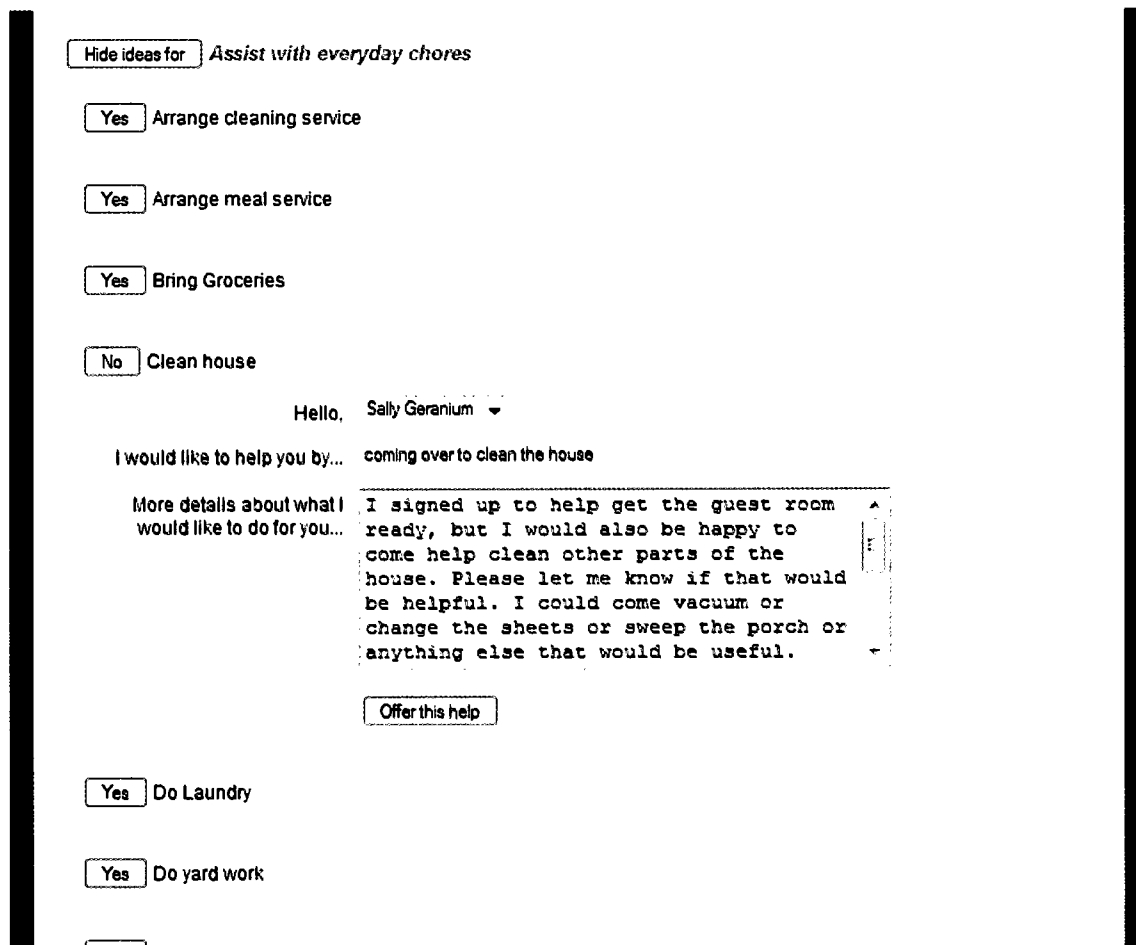 Hide ideas for Assist with everyday chores
Yes Arrange cleaning service
Yes Arrange meal service
Yes Bring Groceries
No Clean house
Hello, Sally Geranium
I would like to help you by... coming over to clean the house
More details about what I
would like to do for you...
I signed up to help get the guest room
ready, but I would also be happy to
come help clean other parts of the
house. Please let me know if that would
be helpful. I could come vacuum or
change the sheets or sweep the porch or
anything else that would be useful.
Offer this help
Yes Do Laundry
Yes Do yard work